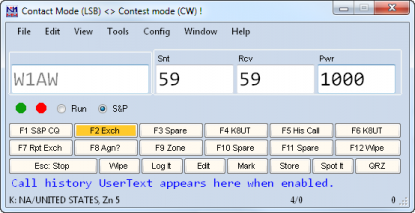 Contact Mode (LSB) <> Contest mode (CW) !
File Edit View Tools Config Window Help
Snt Rcv Pwr
W1AW 59 59 1000
Run S&P
F1 S&P CQ F2 Exch F3 Spare F4 K8UT F5 His Call F6 K8UT
F7 Rpt Exch F8 Agn? F9 Zone F10 Spare F11 Spare F12 Wipe
Esc: Stop Wipe Log It Edit Mark Store Spot It QRZ
Call history UserText appears here when enabled.
K: NA/UNITED STATES, Zn 5 4/0 0